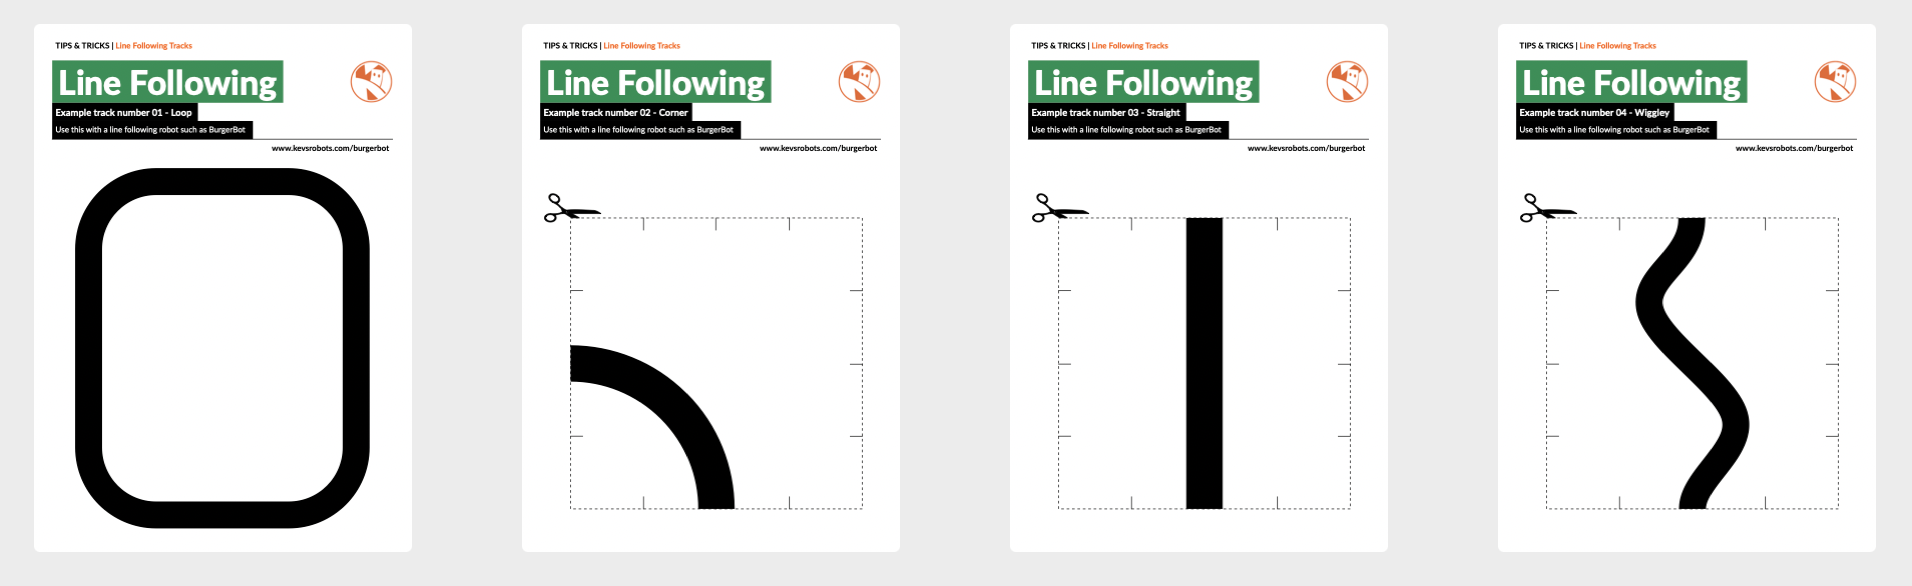 TIPS & TRICKS | Line Following Tracks
Line Following
Example track number 01 - Loop
Use this with a line following robot such as BurgerBot
www.kevsrobots.com/burgerbot
TIPS & TRICKS | Line Following Tracks
Line Following
Example track number 02 - Corner
Use this with a line following robot such as BurgerBot
www.kevsrobots.com/burgerbot
TIPS & TRICKS | Line Following Tracks
Line Following
Example track number 03 - Straight
Use this with a line following robot such as BurgerBot
www.kevsrobots.com/burgerbot
TIPS & TRICKS | Line Following Tracks
Line Following
Example track number 04 - Wiggley
Use this with a line following robot such as BurgerBot
www.kevsrobots.com/burgerbot